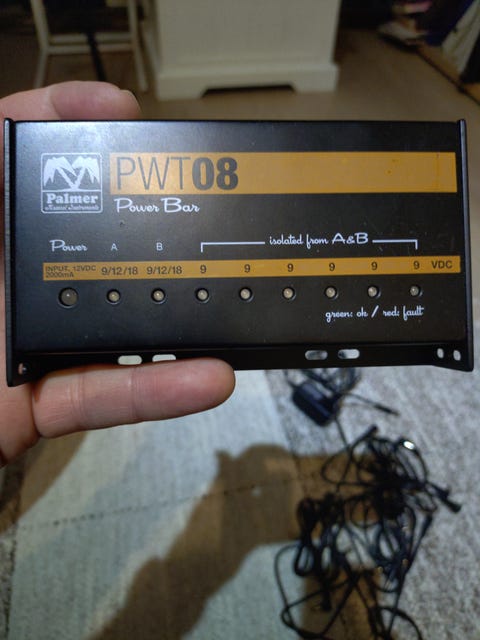 PWT08
Palmer
Musicai Instruments
Power Bar
Power A B isolated from A&B
INPUT, 12VDC 2000mA 9/12/18 9/12/18 9 9 9 9 9 9 VDC
green: ok / red: fault